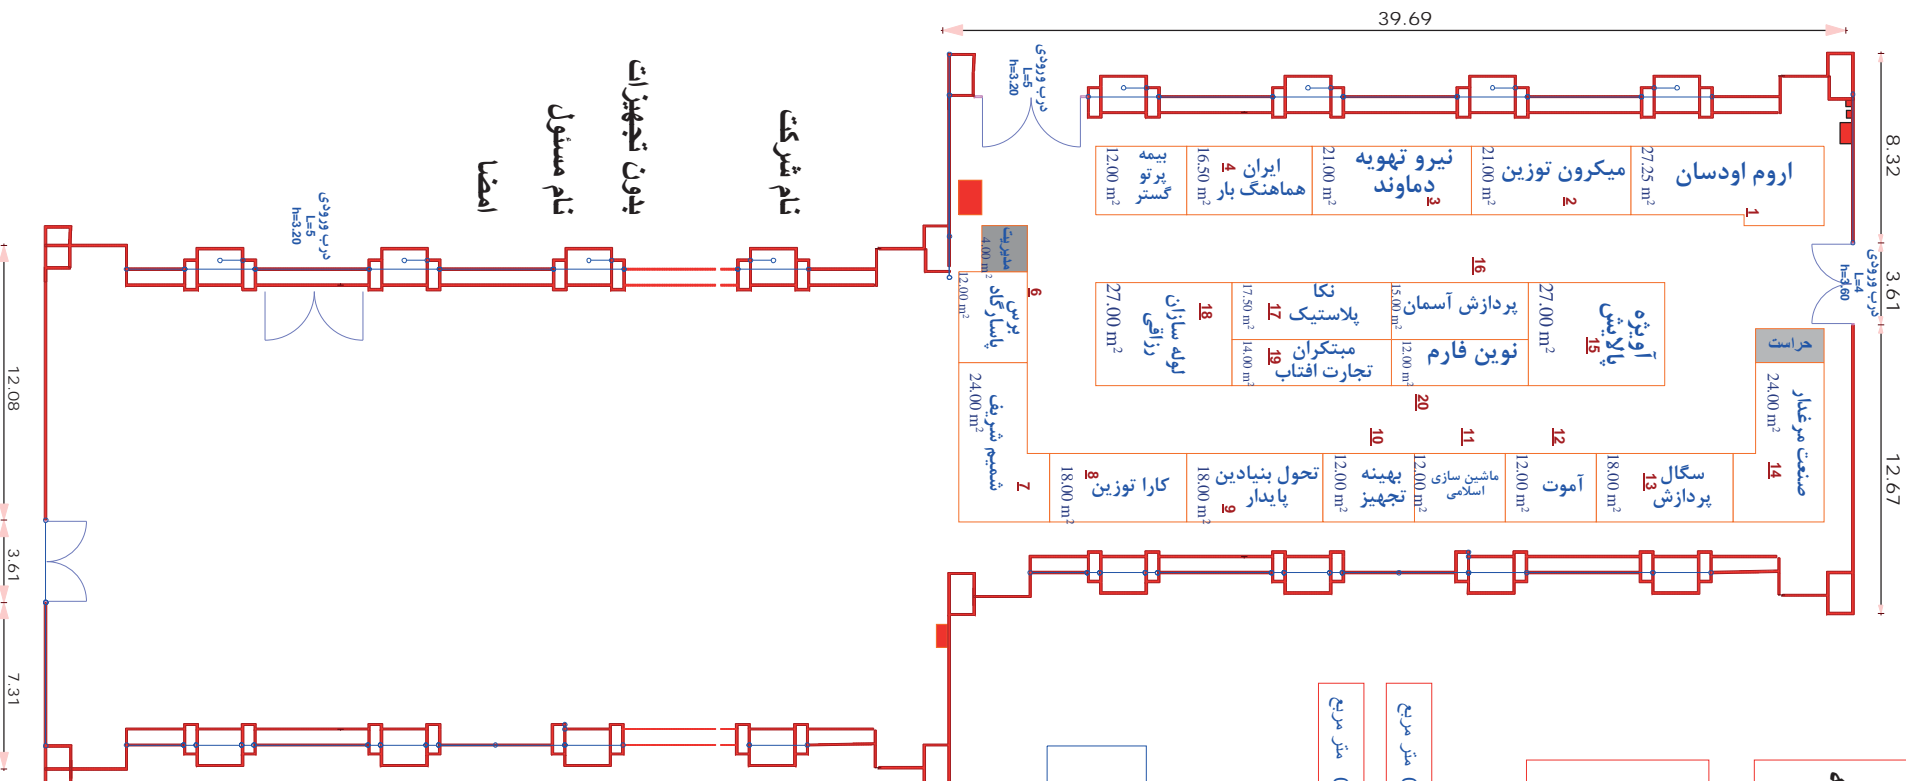 39.69
درب ورودی
L=5
h=3.20
نام شرکت
بدون تجهیزات
نام مسئول
امضا
درب ورودی
L=5
h=3.20
8.32
3.61
12.67
درب ورودی
L=4
h=3.60
12.08
3.61
7.31
اروم اودسان
27.25 m²
1
میکرون توزین
21.00 m²
2
نیرو تهویه
دماوند
21.00 m²
3
ایران
هماهنگ بار
16.50 m²
4
بیمه
پرتو
گستر
12.00 m²
مدیریت
4.00 m²
برس
پاسارگاد
12.00 m²
6
شمیم شریف
24.00 m²
7
کارا توزین
18.00 m²
8
تحول بنیادین
پایدار
18.00 m²
9
بهینه
تجهیز
12.00 m²
10
ماشین سازی
اسلامی
12.00 m²
11
آموت
12.00 m²
12
سگال
پردازش
18.00 m²
13
صنعت مرغدار
24.00 m²
14
حراست
آویژه
پالایش
27.00 m²
15
پردازش آسمان
15.00 m²
16
نکا
پلاستیک
17.50 m²
17
لوله سازان
رزاقی
27.00 m²
18
مبتکران
تجارت افتاب
14.00 m²
19
نوین فارم
12.00 m²
20
متر مربع
متر مربع